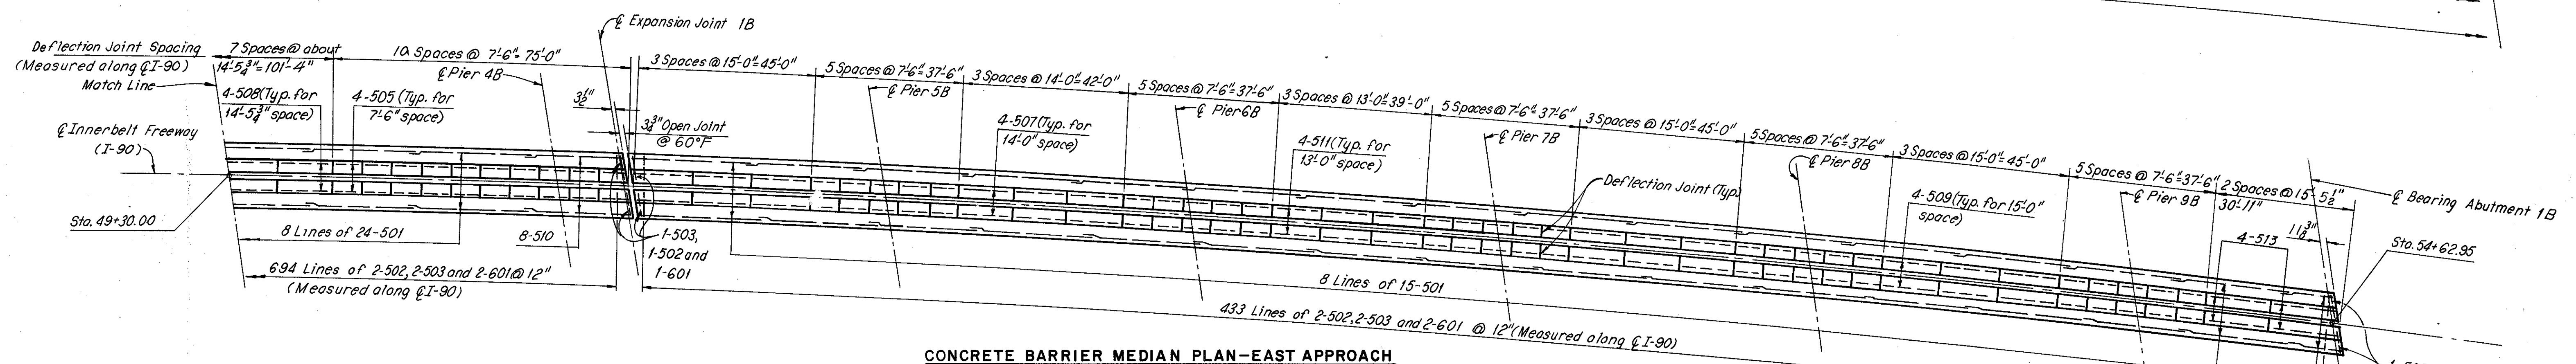 ℄ Expansion Joint 1B
Deflection Joint Spacing
(Measured along ℄ I-90)
7 Spaces @ about
14'-5¾"=101'-4"
10 Spaces @ 7'-6"= 75'-0"
3 Spaces @ 15'-0"=45'-0"
5 Spaces @ 7'-6"=37'-6"
3 Spaces @ 14'-0"=42'-0"
5 Spaces @ 7'-6"=37'-6"
3 Spaces @ 13'-0"=39'-0"
5 Spaces @ 7'-6"=37'-6"
3 Spaces @ 15'-0"=45'-0"
5 Spaces @ 7'-6"=37'-6"
3 Spaces @ 15'-0"=45'-0"
5 Spaces @ 7'-6"=37'-6"
2 Spaces @ 15'-5½"
30'-11"
Match Line
℄ Pier 4B
℄ Pier 5B
℄ Pier 6B
℄ Pier 7B
℄ Pier 8B
℄ Pier 9B
℄ Bearing Abutment 1B
4-508 (Typ. for
14'-5¾" space)
4-505 (Typ. for
7'-6" space)
3½"
3¾" Open Joint
@ 60°F
4-507 (Typ. for
14'-0" space)
4-511 (Typ. for
13'-0" space)
Deflection Joint (Typ.)
4-509 (Typ. for 15'-0"
space)
4-513
11⅜"
Sta. 54+62.95
℄ Innerbelt Freeway
(I-90)
Sta. 49+30.00
8 Lines of 24-501
8-510
1-503,
1-502 and
1-601
694 Lines of 2-502, 2-503 and 2-601 @ 12"
(Measured along ℄ I-90)
8 Lines of 15-501
433 Lines of 2-502, 2-503 and 2-601 @ 12" (Measured along ℄ I-90)
CONCRETE BARRIER MEDIAN PLAN-EAST APPROACH